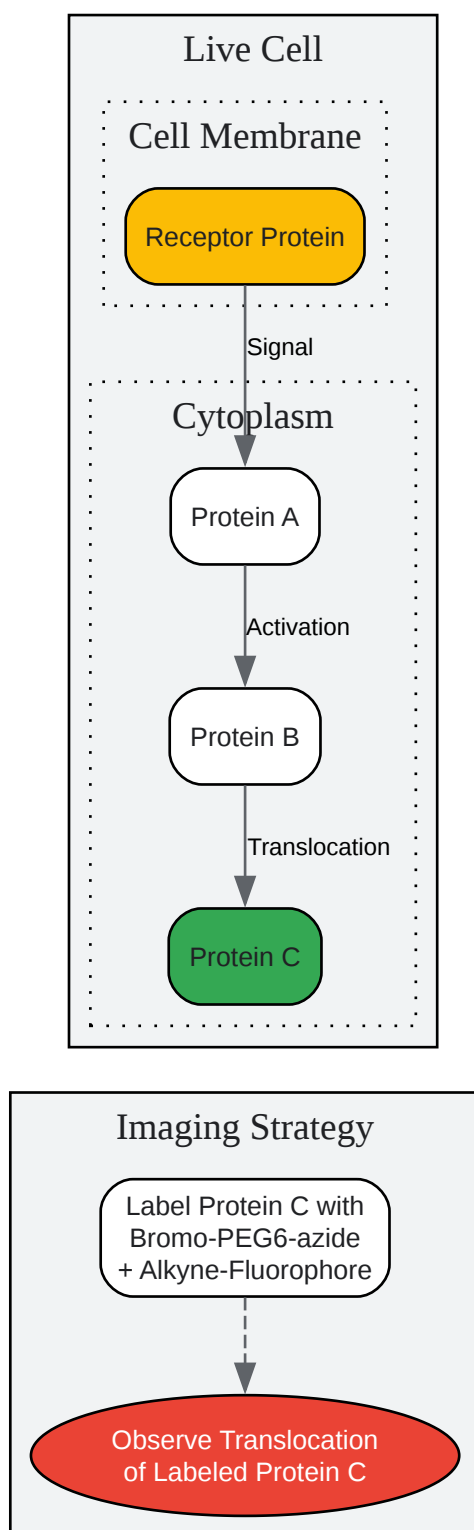 Live Cell
Cell Membrane
Receptor Protein
Signal
Cytoplasm
Protein A
Activation
Protein B
Translocation
Protein C
Imaging Strategy
Label Protein C with
Bromo-PEG6-azide
+ Alkyne-Fluorophore
Observe Translocation
of Labeled Protein C